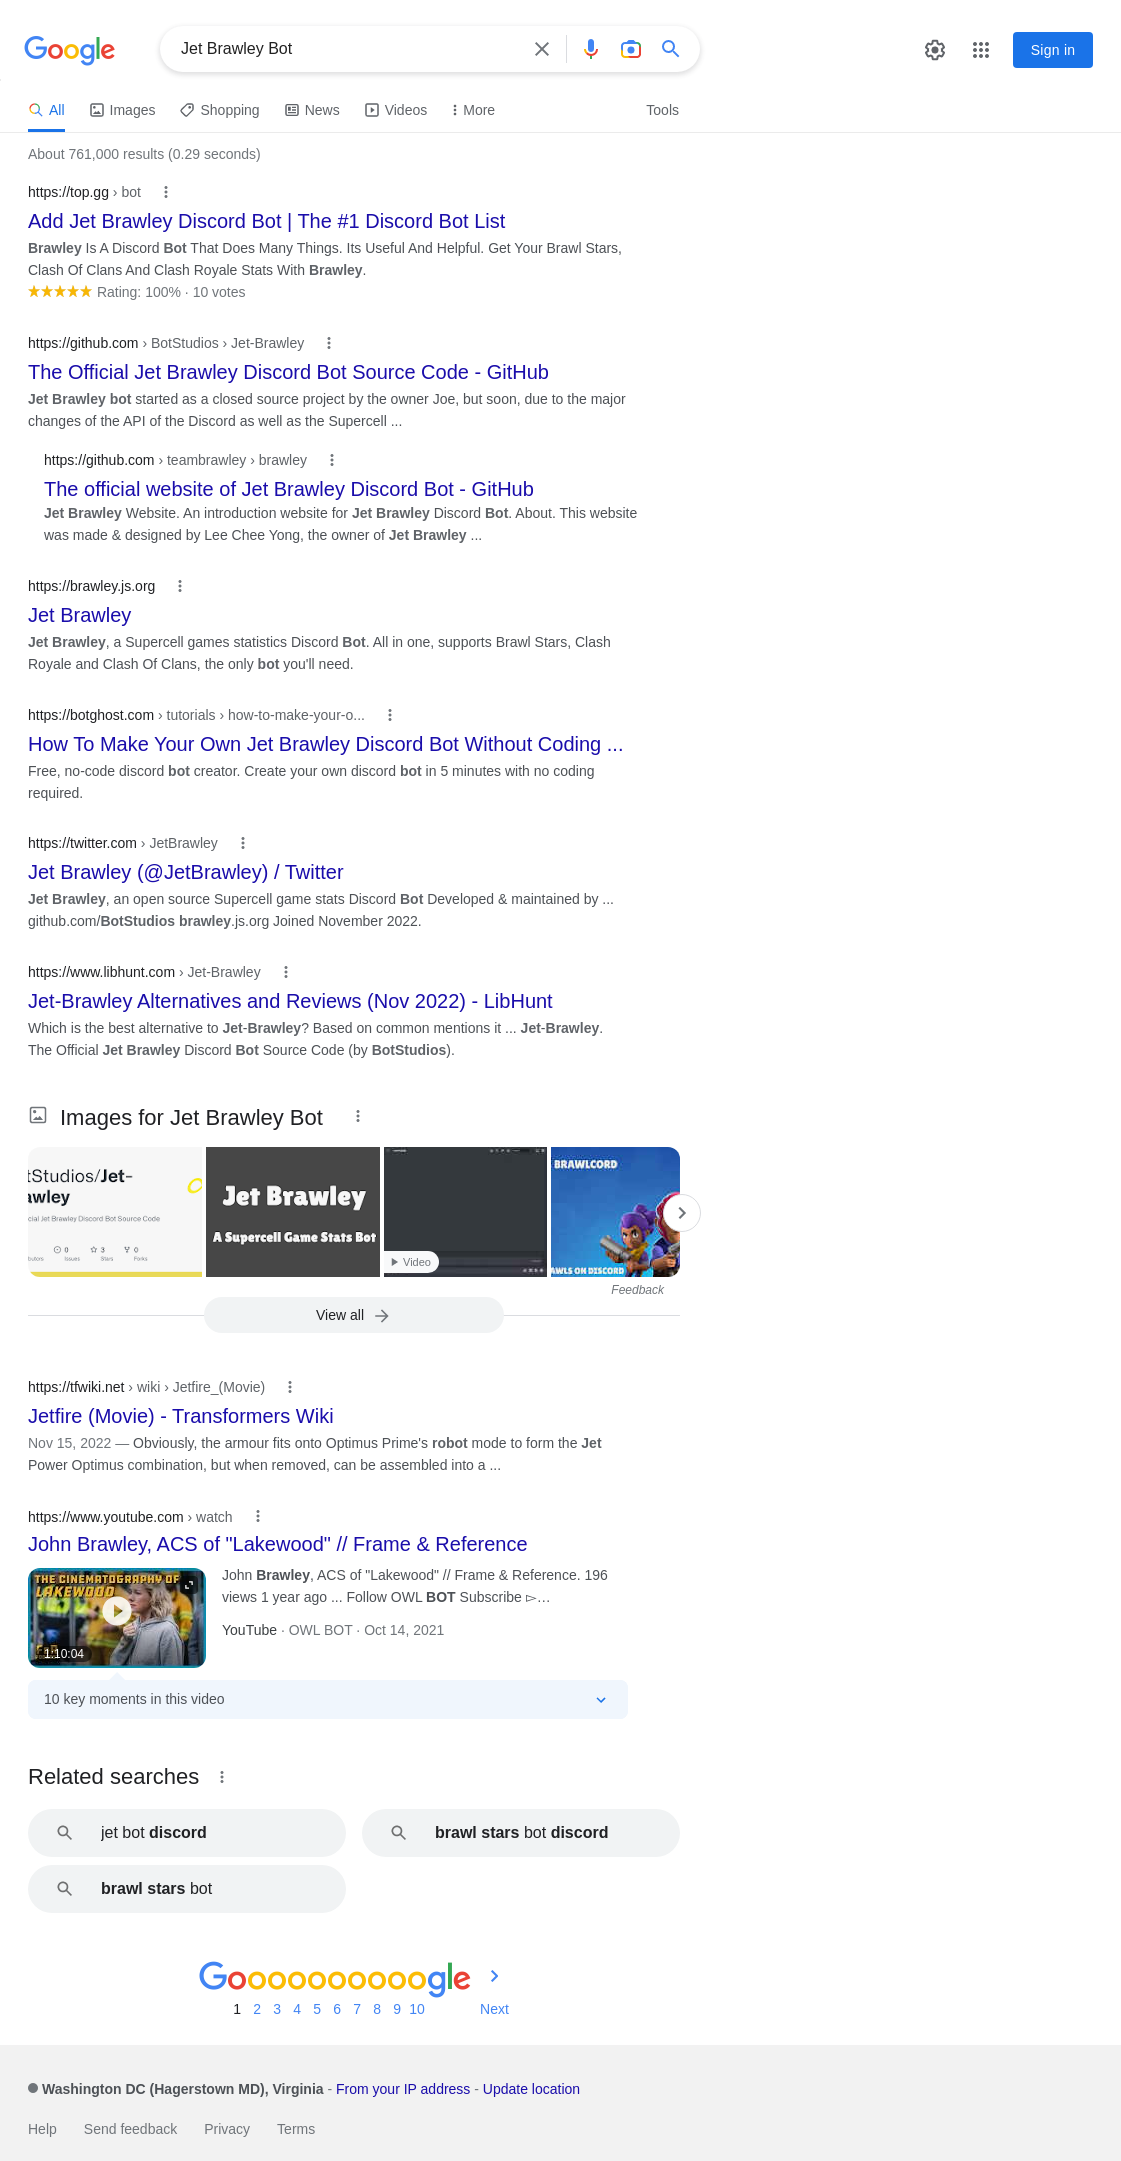 Google
Jet Brawley Bot
Sign in
All
Images
Shopping
News
Videos
More
Tools
About 761,000 results (0.29 seconds)
https://top.gg › bot
Add Jet Brawley Discord Bot | The #1 Discord Bot List
Brawley Is A Discord Bot That Does Many Things. Its Useful And Helpful. Get Your Brawl Stars,
Clash Of Clans And Clash Royale Stats With Brawley.
Rating: 100% · 10 votes
https://github.com › BotStudios › Jet-Brawley
The Official Jet Brawley Discord Bot Source Code - GitHub
Jet Brawley bot started as a closed source project by the owner Joe, but soon, due to the major
changes of the API of the Discord as well as the Supercell ...
https://github.com › teambrawley › brawley
The official website of Jet Brawley Discord Bot - GitHub
Jet Brawley Website. An introduction website for Jet Brawley Discord Bot. About. This website
was made & designed by Lee Chee Yong, the owner of Jet Brawley ...
https://brawley.js.org
Jet Brawley
Jet Brawley, a Supercell games statistics Discord Bot. All in one, supports Brawl Stars, Clash
Royale and Clash Of Clans, the only bot you'll need.
https://botghost.com › tutorials › how-to-make-your-o...
How To Make Your Own Jet Brawley Discord Bot Without Coding ...
Free, no-code discord bot creator. Create your own discord bot in 5 minutes with no coding
required.
https://twitter.com › JetBrawley
Jet Brawley (@JetBrawley) / Twitter
Jet Brawley, an open source Supercell game stats Discord Bot Developed & maintained by ...
github.com/BotStudios brawley.js.org Joined November 2022.
https://www.libhunt.com › Jet-Brawley
Jet-Brawley Alternatives and Reviews (Nov 2022) - LibHunt
Which is the best alternative to Jet-Brawley? Based on common mentions it ... Jet-Brawley.
The Official Jet Brawley Discord Bot Source Code (by BotStudios).
Images for Jet Brawley Bot
tStudios/Jet-
awley
cial Jet Brawley Discord Bot Source Code
0
3
0
butors
Issues
Stars
Forks
Jet Brawley
A Supercell Game Stats Bot
Video
BRAWLCORD
AWLS ON DISCORD
Feedback
View all
https://tfwiki.net › wiki › Jetfire_(Movie)
Jetfire (Movie) - Transformers Wiki
Nov 15, 2022 — Obviously, the armour fits onto Optimus Prime's robot mode to form the Jet
Power Optimus combination, but when removed, can be assembled into a ...
https://www.youtube.com › watch
John Brawley, ACS of "Lakewood" // Frame & Reference
THE CINEMATOGRAPHY OF
LAKEWOOD
1:10:04
John Brawley, ACS of "Lakewood" // Frame & Reference. 196
views 1 year ago ... Follow OWL BOT Subscribe ▻…
YouTube · OWL BOT · Oct 14, 2021
10 key moments in this video
Related searches
jet bot discord
brawl stars bot discord
brawl stars bot
Goooooooooogle
1 2 3 4 5 6 7 8 9 10 Next
Washington DC (Hagerstown MD), Virginia - From your IP address - Update location
Help
Send feedback
Privacy
Terms